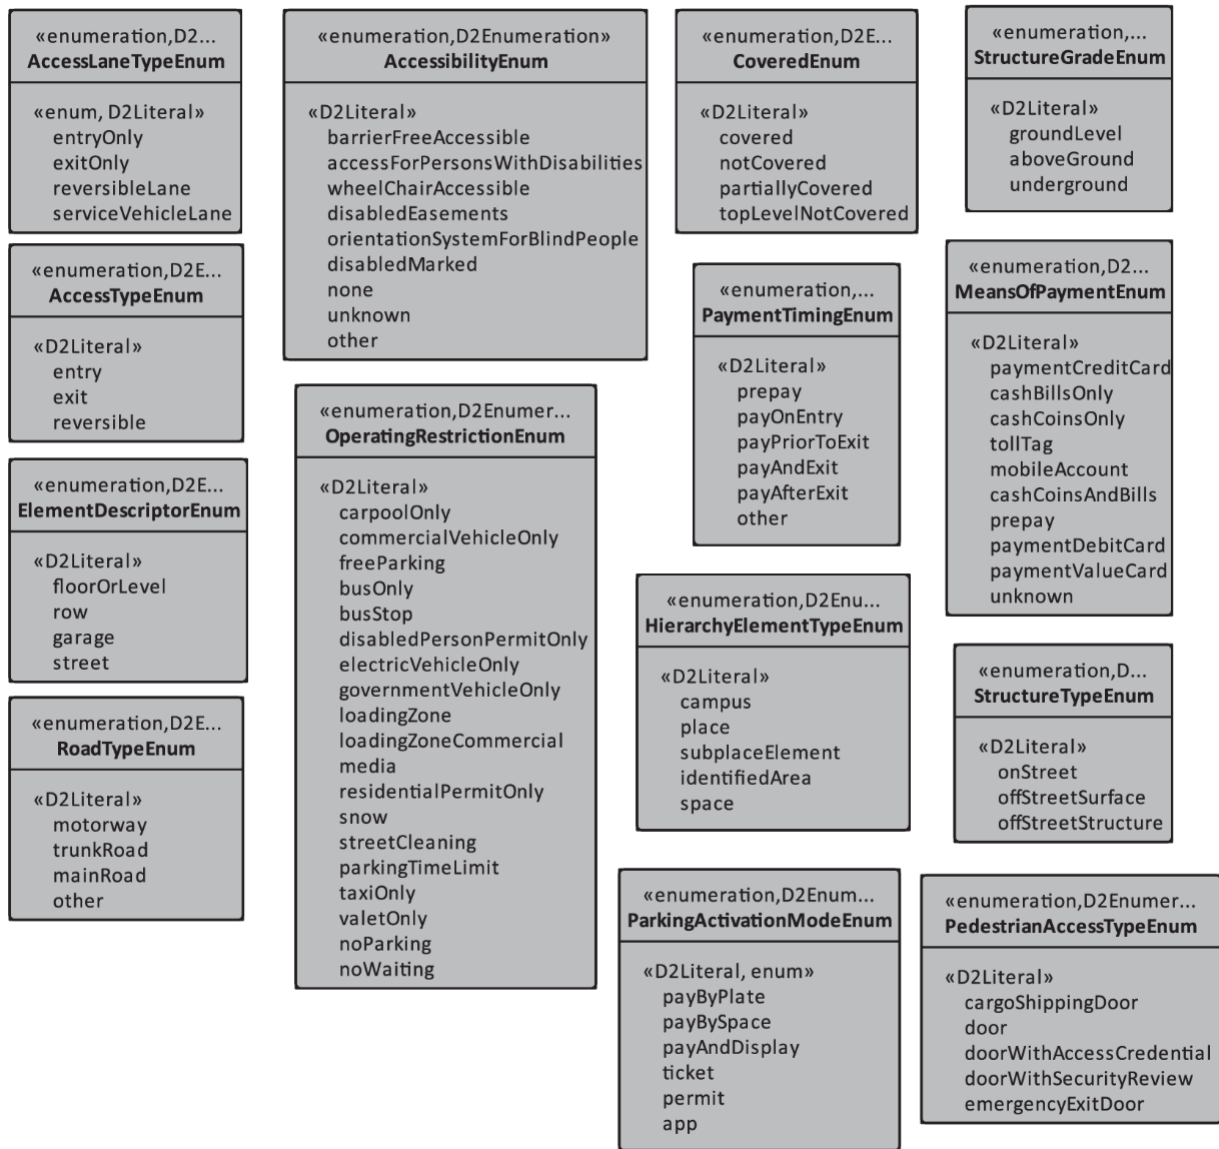 «enumeration,D2...
AccessLaneTypeEnum
«enum, D2Literal»
entryOnly
exitOnly
reversibleLane
serviceVehicleLane
«enumeration,D2E...
AccessTypeEnum
«D2Literal»
entry
exit
reversible
«enumeration,D2E...
ElementDescriptorEnum
«D2Literal»
floorOrLevel
row
garage
street
«enumeration,D2E...
RoadTypeEnum
«D2Literal»
motorway
trunkRoad
mainRoad
other
«enumeration,D2Enumeration»
AccessibilityEnum
«D2Literal»
barrierFreeAccessible
accessForPersonsWithDisabilities
wheelChairAccessible
disabledEasements
orientationSystemForBlindPeople
disabledMarked
none
unknown
other
«enumeration,D2Enumer...
OperatingRestrictionEnum
«D2Literal»
carpoolOnly
commercialVehicleOnly
freeParking
busOnly
busStop
disabledPersonPermitOnly
electricVehicleOnly
governmentVehicleOnly
loadingZone
loadingZoneCommercial
media
residentialPermitOnly
snow
streetCleaning
parkingTimeLimit
taxiOnly
valetOnly
noParking
noWaiting
«enumeration,D2E...
CoveredEnum
«D2Literal»
covered
notCovered
partiallyCovered
topLevelNotCovered
«enumeration,...
PaymentTimingEnum
«D2Literal»
prepay
payOnEntry
payPriorToExit
payAndExit
payAfterExit
other
«enumeration,D2Enu...
HierarchyElementTypeEnum
«D2Literal»
campus
place
subplaceElement
identifiedArea
space
«enumeration,D2Enum...
ParkingActivationModeEnum
«D2Literal, enum»
payByPlate
payBySpace
payAndDisplay
ticket
permit
app
«enumeration,...
StructureGradeEnum
«D2Literal»
groundLevel
aboveGround
underground
«enumeration,D2...
MeansOfPaymentEnum
«D2Literal»
paymentCreditCard
cashBillsOnly
cashCoinsOnly
tollTag
mobileAccount
cashCoinsAndBills
prepay
paymentDebitCard
paymentValueCard
unknown
«enumeration,D...
StructureTypeEnum
«D2Literal»
onStreet
offStreetSurface
offStreetStructure
«enumeration,D2Enumer...
PedestrianAccessTypeEnum
«D2Literal»
cargoShippingDoor
door
doorWithAccessCredential
doorWithSecurityReview
emergencyExitDoor